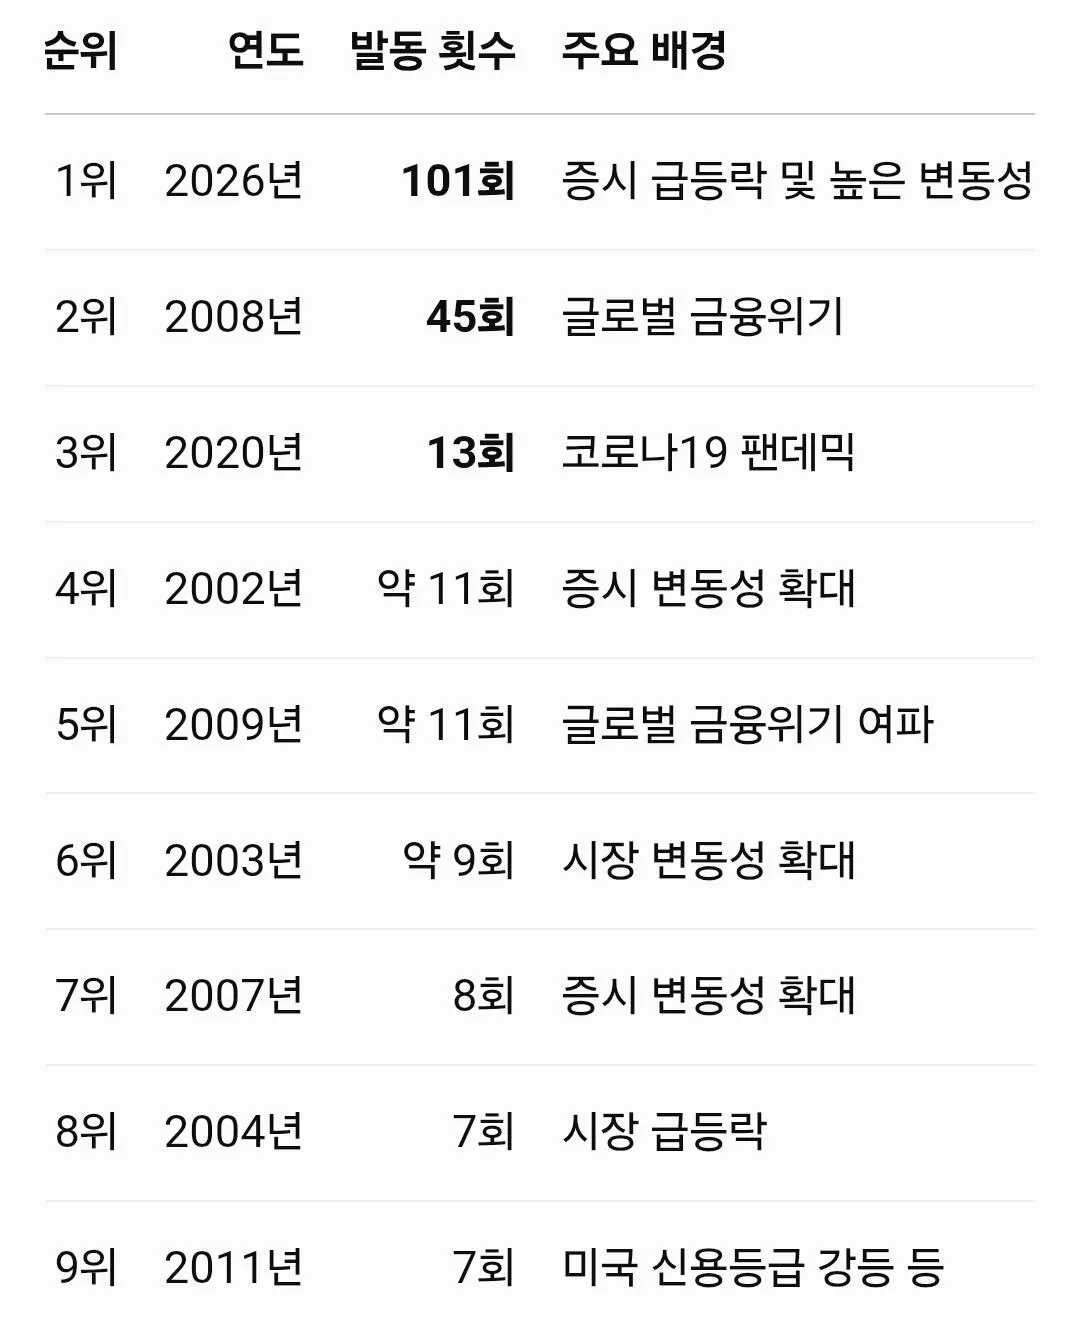 순위 연도 발동 횟수 주요 배경
1위 2026년 101회 증시 급등락 및 높은 변동성
2위 2008년 45회 글로벌 금융위기
3위 2020년 13회 코로나19 팬데믹
4위 2002년 약 11회 증시 변동성 확대
5위 2009년 약 11회 글로벌 금융위기 여파
6위 2003년 약 9회 시장 변동성 확대
7위 2007년 8회 증시 변동성 확대
8위 2004년 7회 시장 급등락
9위 2011년 7회 미국 신용등급 강등 등